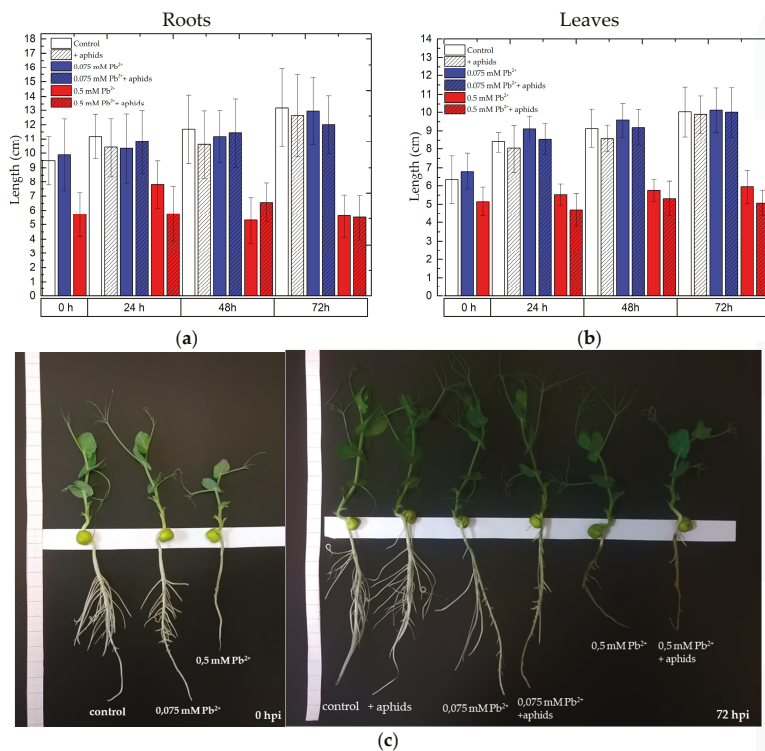 Roots
Length (cm)
18
17
16
15
14
13
12
11
10
9
8
7
6
5
4
3
2
1
0
Control
+ aphids
0.075 mM Pb²⁺
0.075 mM Pb²⁺+ aphids
0.5 mM Pb²⁺
0.5 mM Pb²⁺+ aphids
0 h
24 h
48h
72h
(a)
Leaves
Length (cm)
14
13
12
11
10
9
8
7
6
5
4
3
2
1
0
Control
+ aphids
0.075 mM Pb²⁺
0.075 mM Pb²⁺+ aphids
0.5 mM Pb²⁺
0.5 mM Pb²⁺+ aphids
0 h
24 h
48h
72h
(b)
control
0,075 mM Pb²⁺
0,5 mM Pb²⁺
0 hpi
control
+ aphids
0,075 mM Pb²⁺
0,075 mM Pb²⁺
+aphids
0,5 mM Pb²⁺
0,5 mM Pb²⁺
+ aphids
72 hpi
(c)